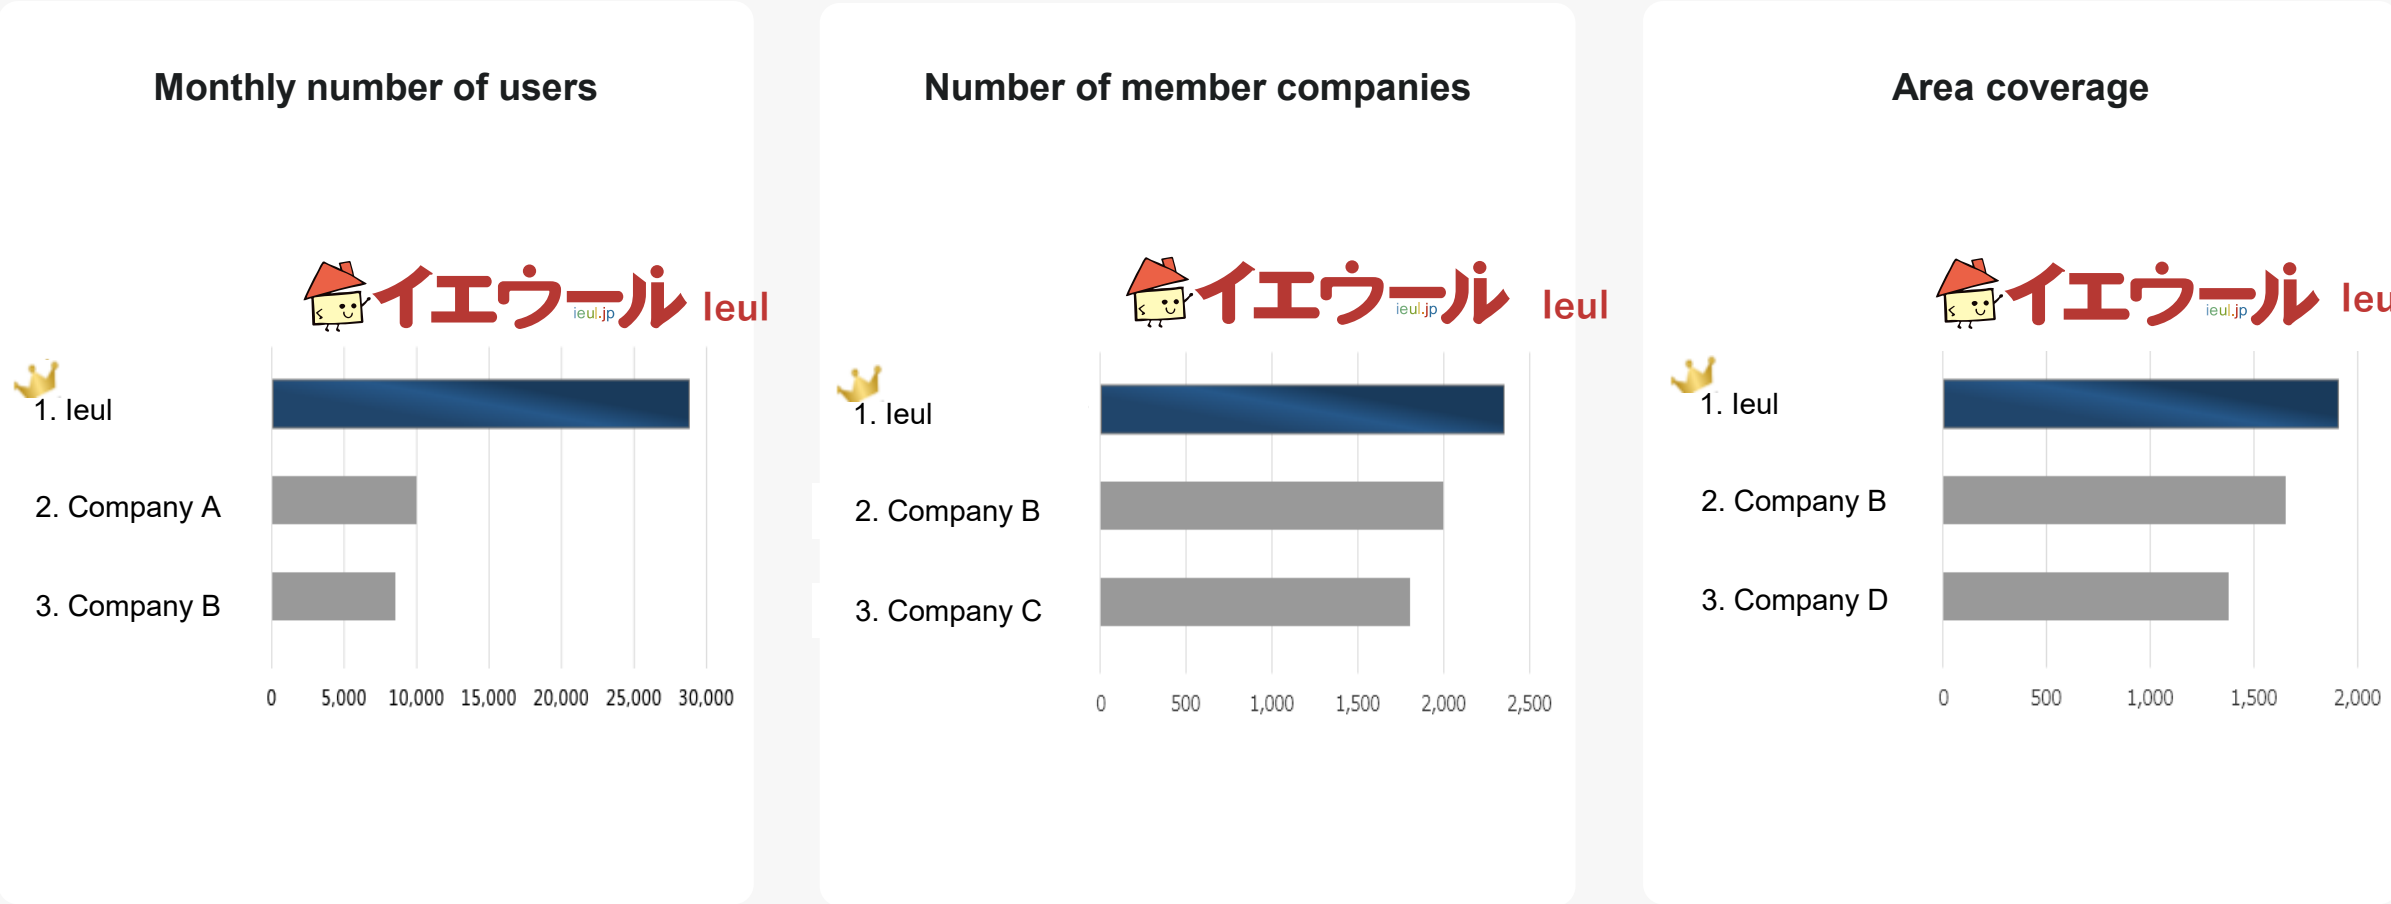 Monthly number of users
イエウール
ieul.jp
Ieul
1. Ieul
2. Company A
3. Company B
0 5,000 10,000 15,000 20,000 25,000 30,000
Number of member companies
イエウール
ieul.jp
Ieul
1. Ieul
2. Company B
3. Company C
0 500 1,000 1,500 2,000 2,500
Area coverage
イエウール
ieul.jp
Ieu
1. Ieul
2. Company B
3. Company D
0 500 1,000 1,500 2,000